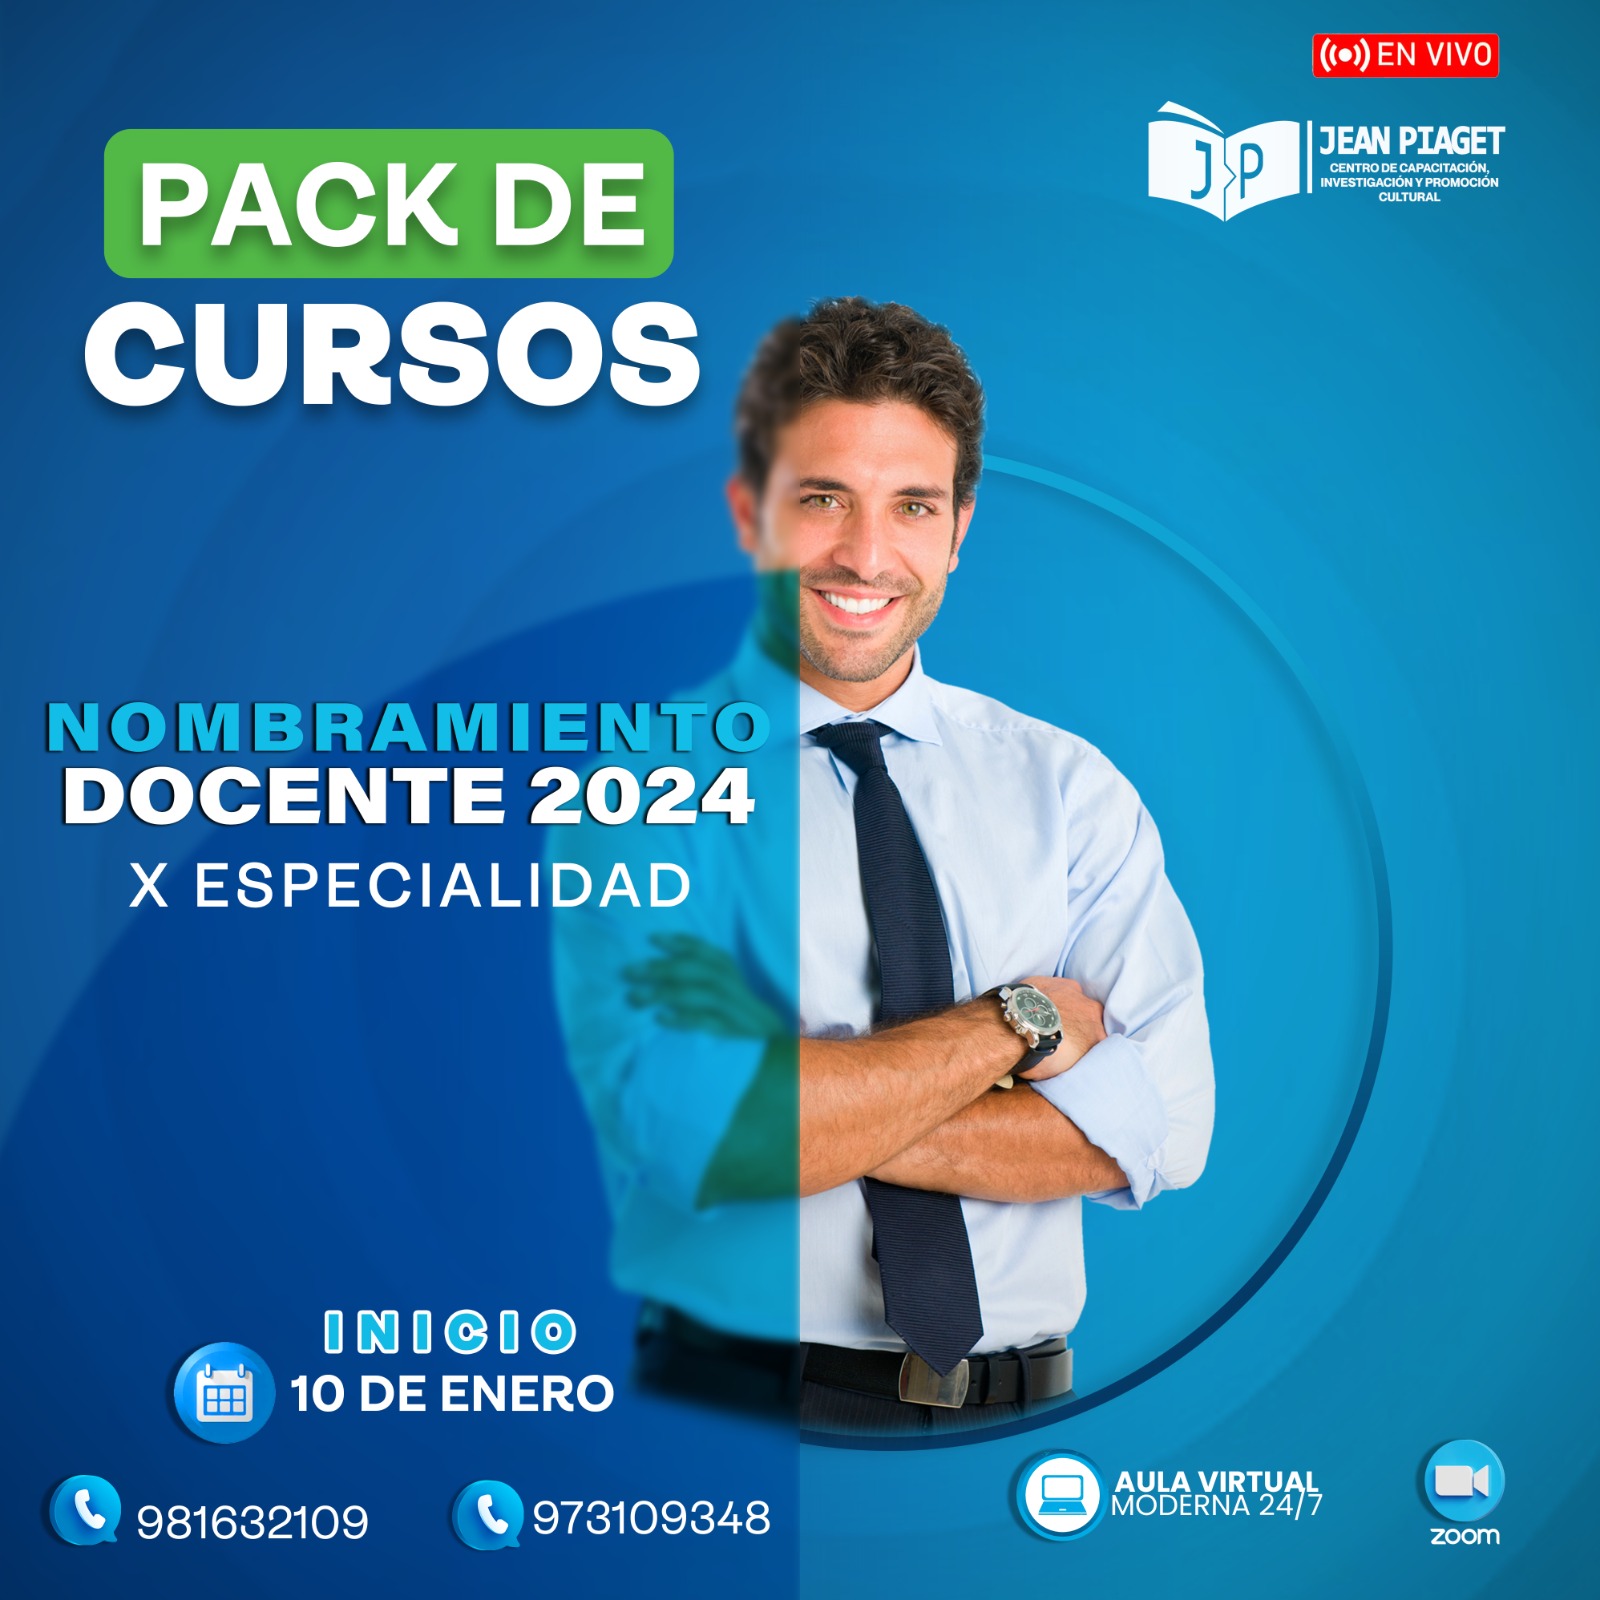 EN VIVO
JP
JEAN PIAGET
CENTRO DE CAPACITACIÓN,
INVESTIGACIÓN Y PROMOCIÓN
CULTURAL
PACK DE
CURSOS
NOMBRAMIENTO
DOCENTE 2024
X ESPECIALIDAD
INICIO
10 DE ENERO
981632109
973109348
AULA VIRTUAL
MODERNA 24/7
zoom